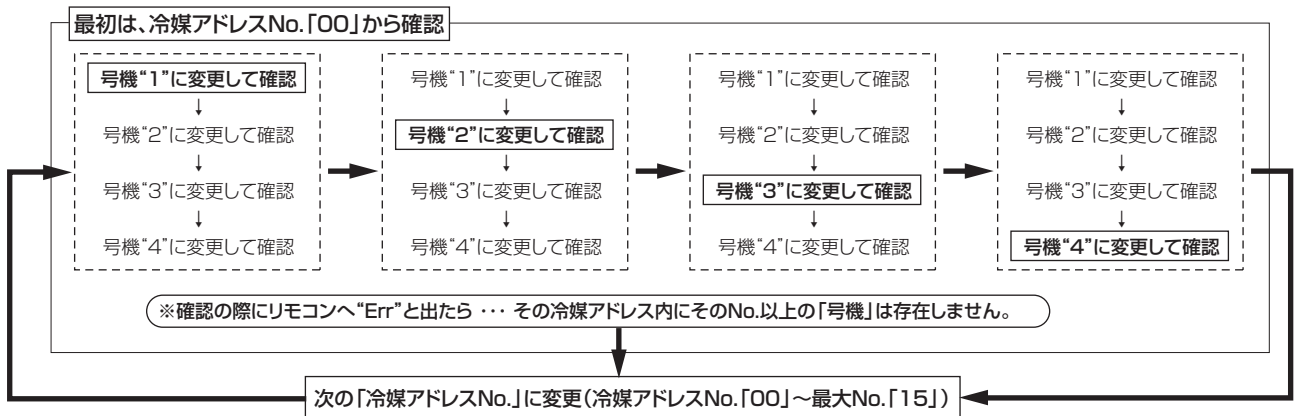 最初は、冷媒アドレスNo.「00」から確認
号機“1”に変更して確認
↓
号機“2”に変更して確認
↓
号機“3”に変更して確認
↓
号機“4”に変更して確認
号機“1”に変更して確認
↓
号機“2”に変更して確認
↓
号機“3”に変更して確認
↓
号機“4”に変更して確認
号機“1”に変更して確認
↓
号機“2”に変更して確認
↓
号機“3”に変更して確認
↓
号機“4”に変更して確認
号機“1”に変更して確認
↓
号機“2”に変更して確認
↓
号機“3”に変更して確認
↓
号機“4”に変更して確認
※確認の際にリモコンへ“Err”と出たら ··· その冷媒アドレス内にそのNo.以上の「号機」は存在しません。
次の「冷媒アドレスNo.」に変更(冷媒アドレスNo.「00」～最大No.「15」)